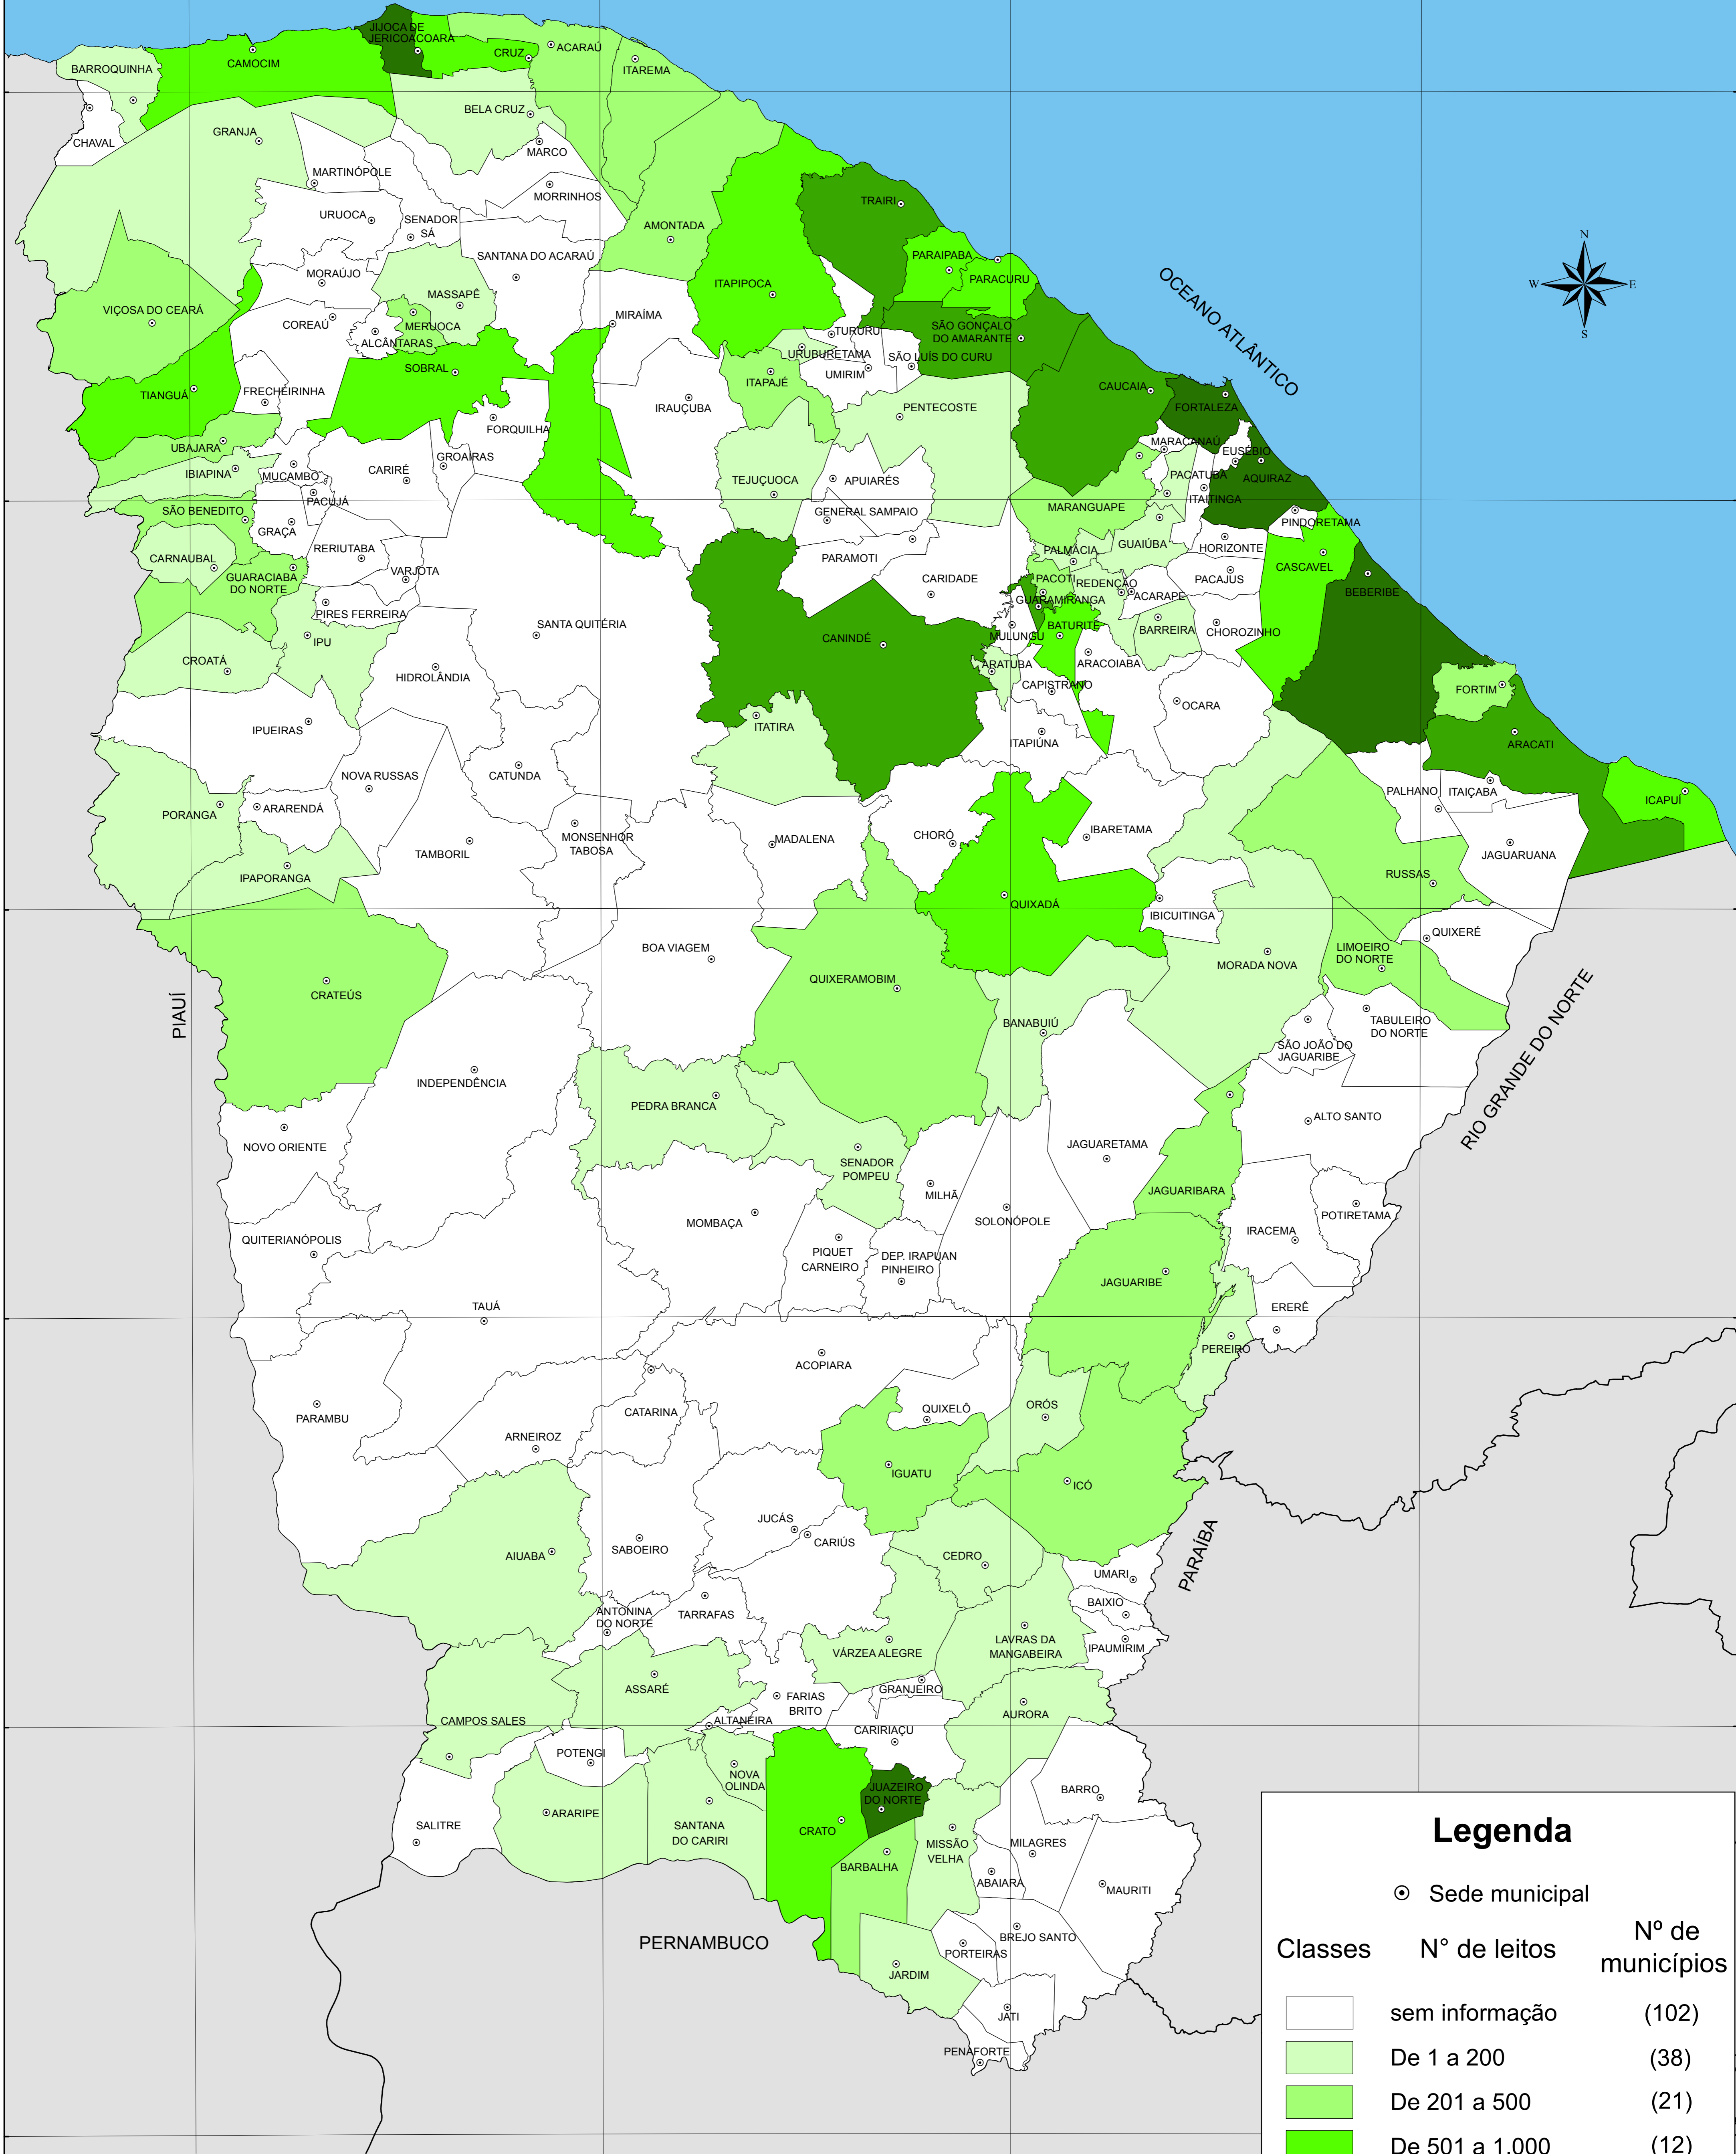 JIJOCA DE
JERICOACOARA
BARROQUINHA
CAMOCIM
CRUZ
ACARAÚ
ITAREMA
CHAVAL
GRANJA
BELA CRUZ
MARCO
MARTINÓPOLE
MORRINHOS
URUOCA
SENADOR
SÁ
TRAIRI
AMONTADA
SANTANA DO ACARAÚ
PARAIPABA
PARACURU
N
W
E
S
OCEANO ATLÂNTICO
MORAÚJO
MASSAPÊ
ITAPIPOCA
VIÇOSA DO CEARÁ
COREAÚ
MERUOCA
ALCÂNTARAS
MIRAÍMA
TURURU
URUBURETAMA
SÃO GONÇALO
DO AMARANTE
SÃO LUÍS DO CURU
UMIRIM
SOBRAL
TIANGUÁ
FRECHEIRINHA
ITAPAJÉ
CAUCAIA
FORTALEZA
IRAUÇUBA
PENTECOSTE
FORQUILHA
UBAJARA
MARACANAÚ
EUSÉBIO
IBIAPINA
MUCAMBO
CARIRÉ
GROAÍRAS
TEJUÇUOCA
APUIARÉS
PACATUBA
AQUIRAZ
ITAITINGA
PACUJÁ
SÃO BENEDITO
GRAÇA
GENERAL SAMPAIO
MARANGUAPE
PINDORETAMA
CARNAUBAL
RERIUTABA
VARJOTA
PARAMOTI
PALMÁCIA
GUAIÚBA
HORIZONTE
CASCAVEL
GUARACIABA
DO NORTE
CARIDADE
PACOTI
REDENÇÃO
PACAJUS
ACARAPE
BEBERIBE
PIRES FERREIRA
GUARAMIRANGA
SANTA QUITÉRIA
CANINDÉ
MULUNGU
BATURITÉ
BARREIRA
CHOROZINHO
IPU
CROATÁ
HIDROLÂNDIA
ARATUBA
ARACOIABA
CAPISTRANO
FORTIM
OCARA
IPUEIRAS
ITATIRA
ITAPIÚNA
ARACATI
NOVA RUSSAS
CATUNDA
PORANGA
ARARENDÁ
PALHANO
ITAIÇABA
ICAPUÍ
MONSENHOR
TABOSA
MADALENA
CHORÓ
IBARETAMA
TAMBORIL
JAGUARUANA
IPAPORANGA
RUSSAS
QUIXADÁ
IBICUITINGA
QUIXERÉ
BOA VIAGEM
LIMOEIRO
DO NORTE
MORADA NOVA
PIAUÍ
CRATEÚS
QUIXERAMOBIM
BANABUIÚ
TABULEIRO
DO NORTE
SÃO JOÃO DO
JAGUARIBE
RIO GRANDE DO NORTE
INDEPENDÊNCIA
PEDRA BRANCA
ALTO SANTO
NOVO ORIENTE
JAGUARETAMA
SENADOR
POMPEU
MILHÃ
JAGUARIBARA
MOMBAÇA
SOLONÓPOLE
POTIRETAMA
IRACEMA
QUITERIANÓPOLIS
PIQUET
CARNEIRO
DEP. IRAPUAN
PINHEIRO
JAGUARIBE
TAUÁ
ERERÊ
PEREIRO
ACOPIARA
PARAMBU
CATARINA
QUIXELÔ
ORÓS
ARNEIROZ
IGUATU
ICÓ
JUCÁS
CARIÚS
AIUABA
SABOEIRO
CEDRO
PARAÍBA
UMARI
BAIXIO
ANTONINA
DO NORTE
TARRAFAS
VÁRZEA ALEGRE
LAVRAS DA
MANGABEIRA
IPAUMIRIM
ASSARÉ
GRANJEIRO
FARIAS
BRITO
CAMPOS SALES
ALTANEIRA
AURORA
CARIRIAÇU
POTENGI
NOVA
OLINDA
JUAZEIRO
DO NORTE
BARRO
SALITRE
ARARIPE
SANTANA
DO CARIRI
CRATO
MISSÃO
VELHA
MILAGRES
BARBALHA
ABAIARA
MAURITI
PERNAMBUCO
BREJO SANTO
PORTEIRAS
JARDIM
JATI
PENAFORTE
Legenda
Sede municipal
Classes
N° de leitos
Nº de
municípios
sem informação (102)
De 1 a 200 (38)
De 201 a 500 (21)
De 501 a 1.000 (12)